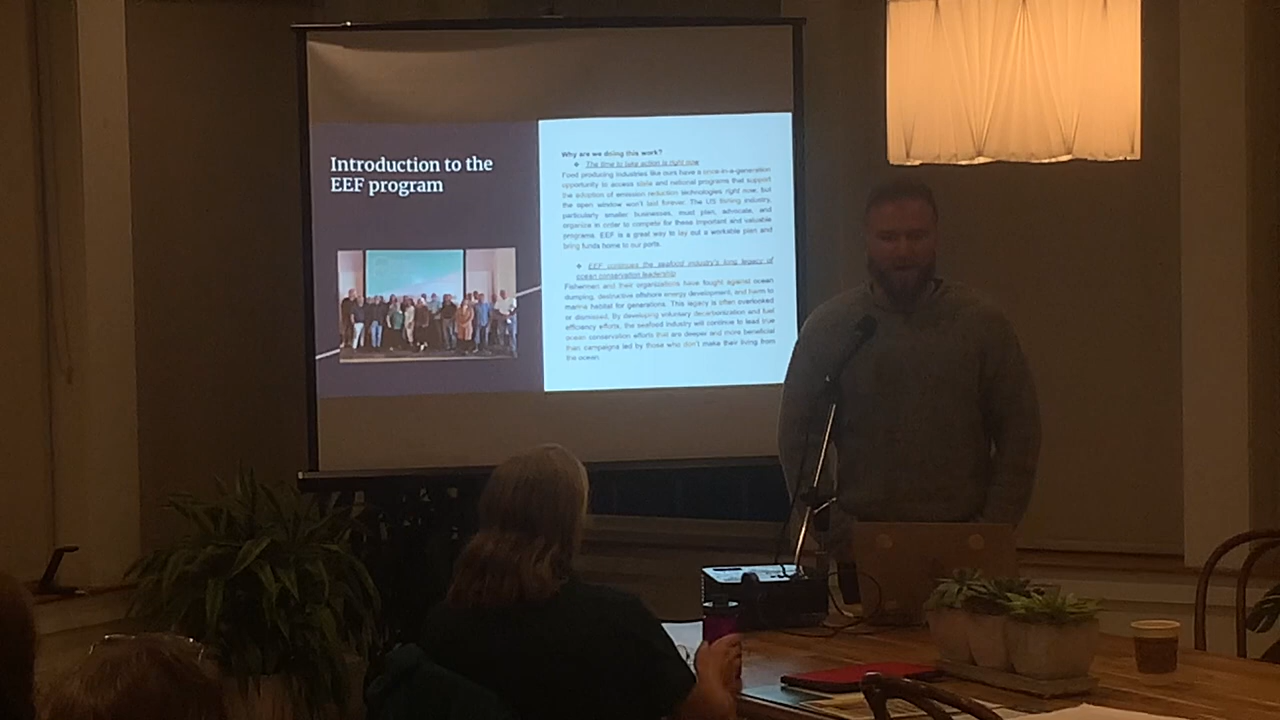 Introduction to the
EEF program
Why are we doing this work?
❖ The time to take action is right now
Food producing industries like ours have a once-in-a-generation
opportunity to access state and national programs that support
the adoption of emission reduction technologies right now, but
the open window won't last forever. The US fishing industry,
particularly smaller businesses, must plan, advocate, and
organize in order to compete for these important and valuable
programs. EEF is a great way to lay out a workable plan and
bring funds home to our ports.
❖ EEF continues the seafood industry's long legacy of
ocean conservation leadership
Fishermen and their organizations have fought against ocean
dumping, destructive offshore energy development, and harm to
marine habitat for generations. This legacy is often overlooked
or dismissed. By developing voluntary decarbonization and fuel
efficiency efforts, the seafood industry will continue to lead true
ocean conservation efforts that are deeper and more beneficial
than campaigns led by those who don't make their living from
the ocean.